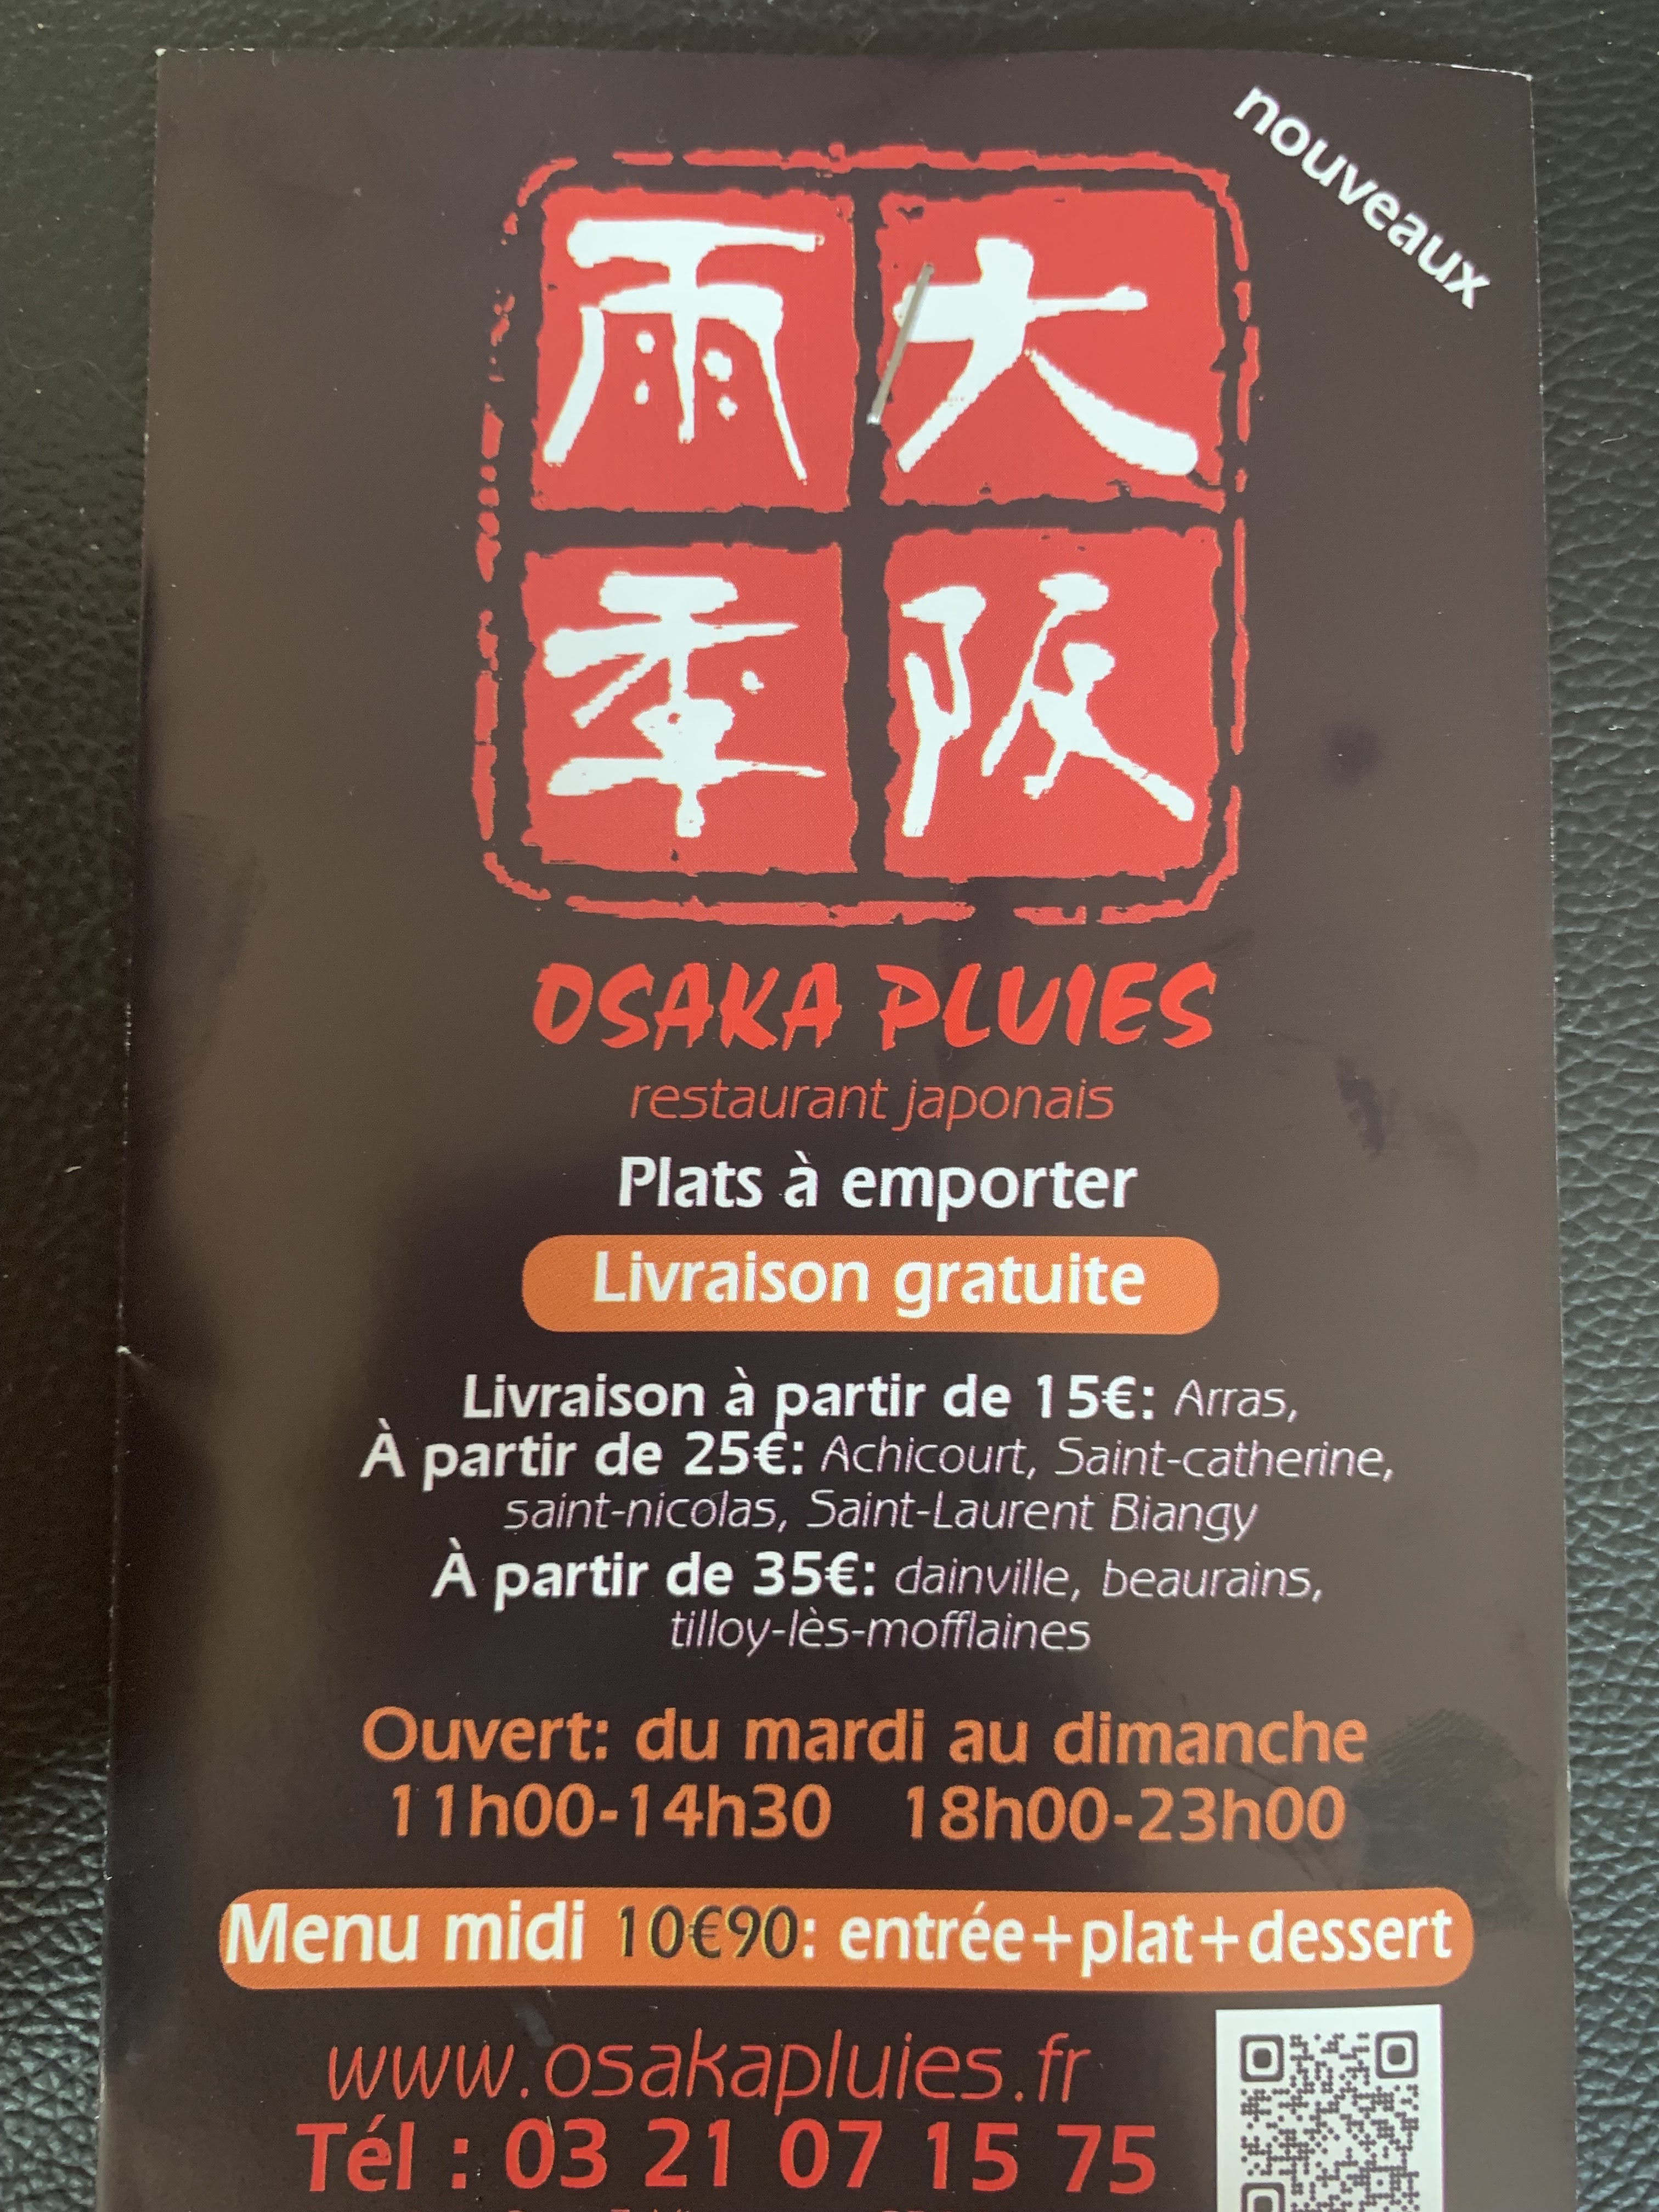 nouveaux
大阪
雨季
OSAKA PLUIES
restaurant japonais
Plats à emporter
Livraison gratuite
Livraison à partir de 15€: Arras,
À partir de 25€: Achicourt, Saint-catherine,
saint-nicolas, Saint-Laurent Biangy
À partir de 35€: dainville, beaurains,
tilloy-lès-mofflaines
Ouvert: du mardi au dimanche
11h00-14h30 18h00-23h00
Menu midi 10€90: entrée+plat+dessert
www.osakapluies.fr
Tél : 03 21 07 15 75